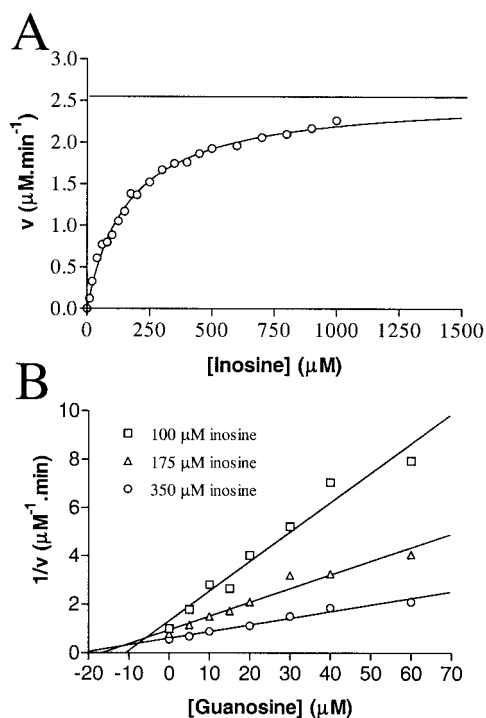 A
3.0
2.5
2.0
1.5
1.0
0.5
0.0
v (μM.min⁻¹)
0 250 500 750 1000 1250 1500
[Inosine] (μM)
B
10
8
6
4
2
0
1/v (μM⁻¹.min)
□ 100 μM inosine
△ 175 μM inosine
○ 350 μM inosine
-20 -10 0 10 20 30 40 50 60 70
[Guanosine] (μM)